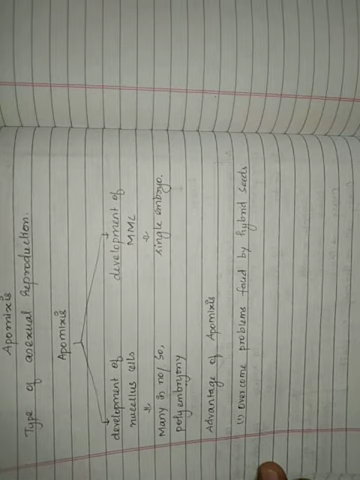 Apomixis
Type of asexual Reproduction.
Apomixis
development of nucellus cells
Many in no/ so, polyembryony
development of MMC
single embryo.
Advantage of Apomixis
1) Overcome problems faced by hybrid seeds